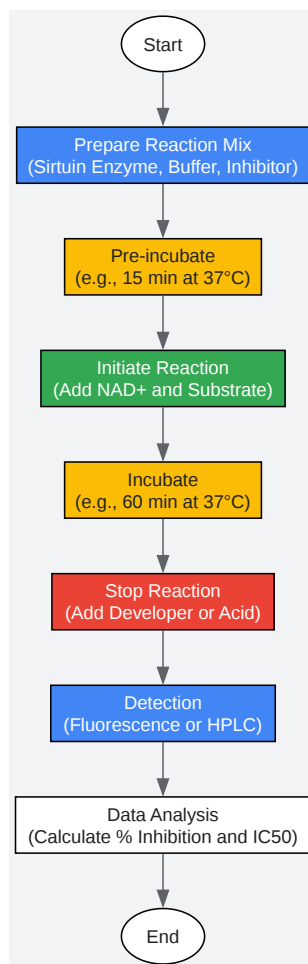 Start
Prepare Reaction Mix
(Sirtuin Enzyme, Buffer, Inhibitor)
Pre-incubate
(e.g., 15 min at 37°C)
Initiate Reaction
(Add NAD+ and Substrate)
Incubate
(e.g., 60 min at 37°C)
Stop Reaction
(Add Developer or Acid)
Detection
(Fluorescence or HPLC)
Data Analysis
(Calculate % Inhibition and IC50)
End